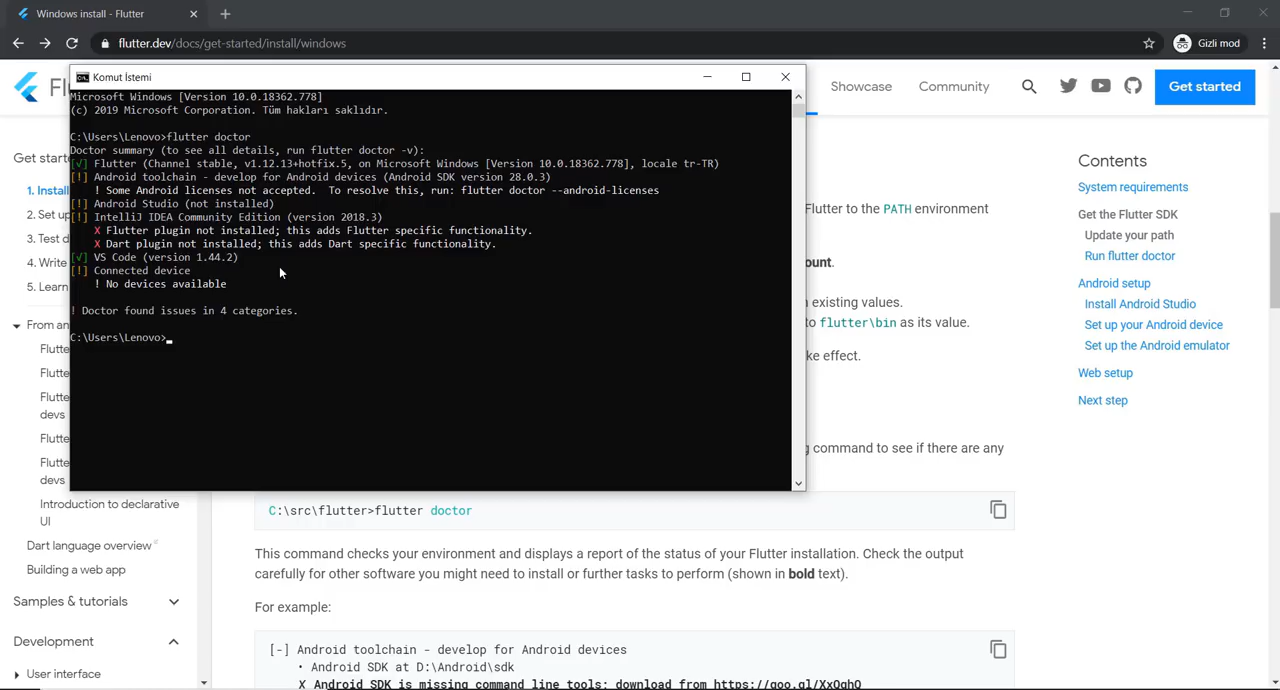 Windows install - Flutter
flutter.dev/docs/get-started/install/windows
Gizli mod
Komut İstemi
Showcase
Community
Get started
Microsoft Windows [Version 10.0.18362.778]
(c) 2019 Microsoft Corporation. Tüm hakları saklıdır.
C:\Users\Lenovo>flutter doctor
Doctor summary (to see all details, run flutter doctor -v):
[√] Flutter (Channel stable, v1.12.13+hotfix.5, on Microsoft Windows [Version 10.0.18362.778], locale tr-TR)
[!] Android toolchain - develop for Android devices (Android SDK version 28.0.3)
! Some Android licenses not accepted.  To resolve this, run: flutter doctor --android-licenses
[!] Android Studio (not installed)
[!] IntelliJ IDEA Community Edition (version 2018.3)
X Flutter plugin not installed; this adds Flutter specific functionality.
X Dart plugin not installed; this adds Dart specific functionality.
[√] VS Code (version 1.44.2)
[!] Connected device
! No devices available
! Doctor found issues in 4 categories.
C:\Users\Lenovo>
Get start
1. Install
2. Set up
3. Test d
4. Write
5. Learn
From an
Flutte
Flutte
Flutte
devs
Flutte
Flutte
devs
Introduction to declarative
UI
Dart language overview
Building a web app
Samples & tutorials
Development
User interface
Flutter to the PATH environment
ount.
n existing values.
to flutter\bin as its value.
ke effect.
g command to see if there are any
C:\src\flutter>flutter doctor
This command checks your environment and displays a report of the status of your Flutter installation. Check the output
carefully for other software you might need to install or further tasks to perform (shown in bold text).
For example:
[-] Android toolchain - develop for Android devices
• Android SDK at D:\Android\sdk
✗ Android SDK is missing command line tools; download from https://goo.gl/XxQghQ
Contents
System requirements
Get the Flutter SDK
Update your path
Run flutter doctor
Android setup
Install Android Studio
Set up your Android device
Set up the Android emulator
Web setup
Next step